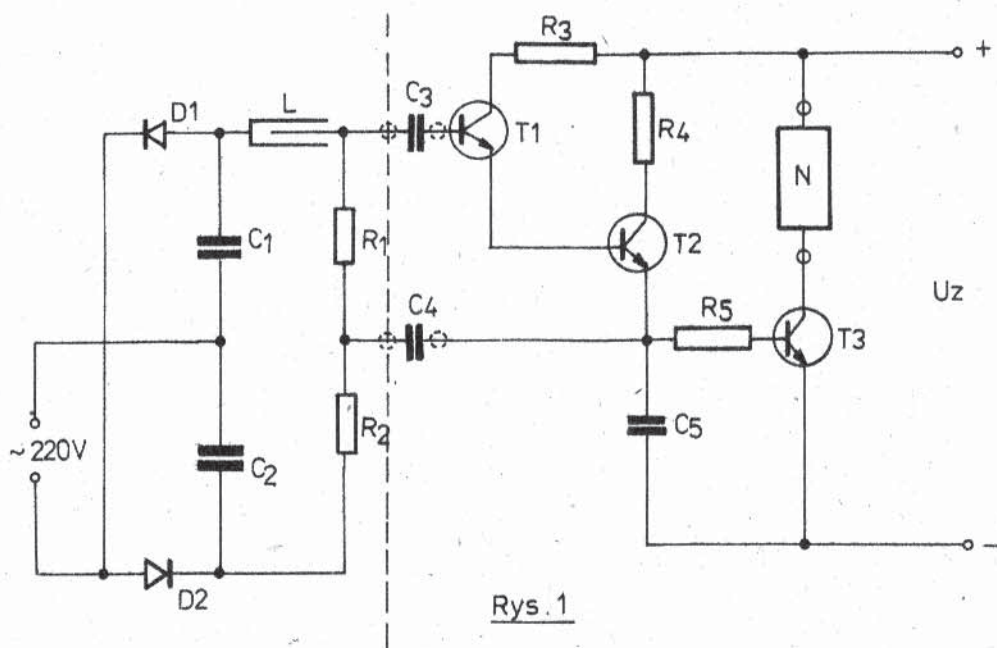 R3
+
D1
L
C3
T1
R4
N
C1
R1
T2
C4
R5
Uz
T3
R2
C5
~220V
C2
D2
−
Rys. 1